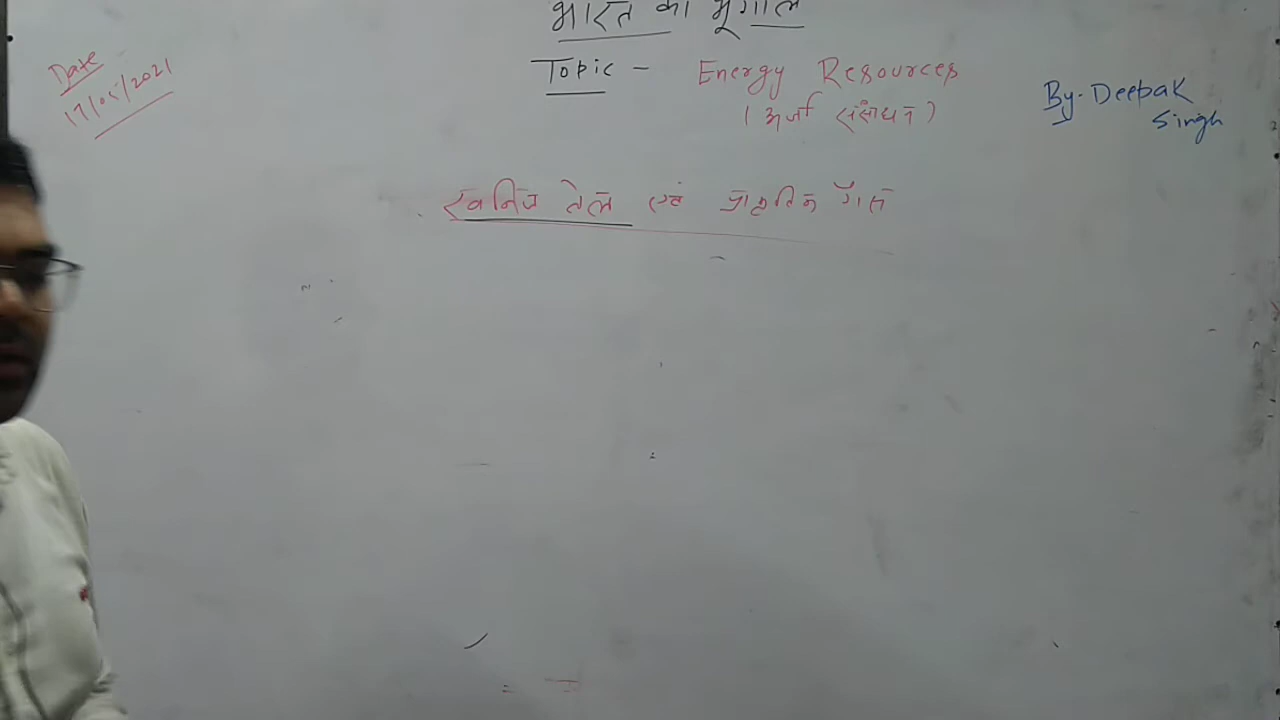 भारत का भूगोल
Date
17/05/2021
Topic - Energy Resources
(ऊर्जा संसाधन)
By- Deepak
Singh
खनिज तेल एवं प्राकृतिक गैस